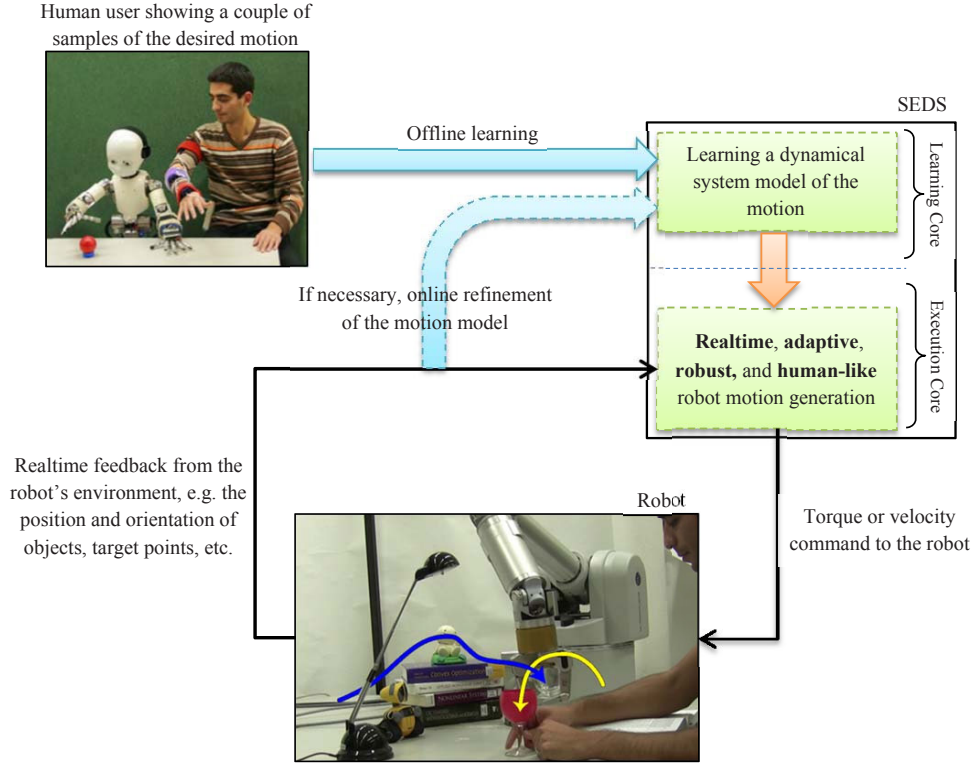 Human user showing a couple of
samples of the desired motion
SEDS
Offline learning
Learning a dynamical
system model of the
motion
Learning Core
If necessary, online refinement
of the motion model
Realtime, adaptive,
robust, and human-like
robot motion generation
Execution Core
Realtime feedback from the
robot's environment, e.g. the
position and orientation of
objects, target points, etc.
Robot
Torque or velocity
command to the robot